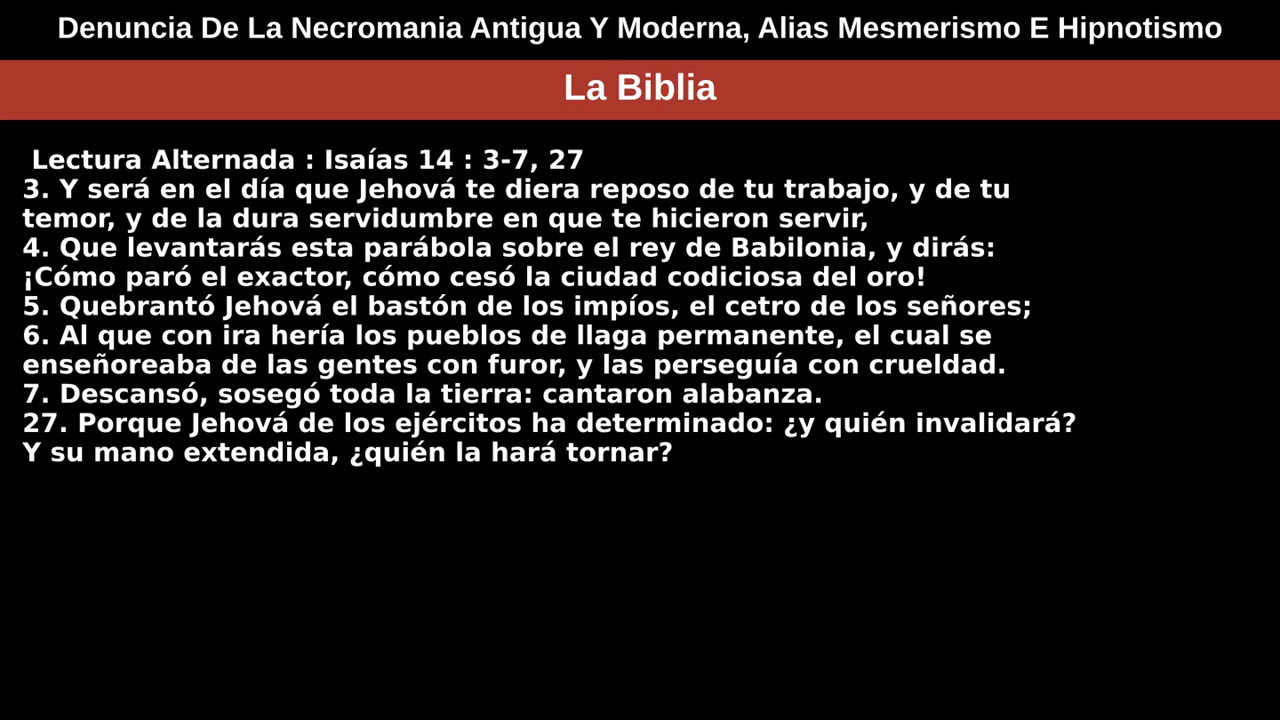 Denuncia De La Necromania Antigua Y Moderna, Alias Mesmerismo E Hipnotismo
La Biblia
Lectura Alternada : Isaías 14 : 3-7, 27
3. Y será en el día que Jehová te diera reposo de tu trabajo, y de tu
temor, y de la dura servidumbre en que te hicieron servir,
4. Que levantarás esta parábola sobre el rey de Babilonia, y dirás:
¡Cómo paró el exactor, cómo cesó la ciudad codiciosa del oro!
5. Quebrantó Jehová el bastón de los impíos, el cetro de los señores;
6. Al que con ira hería los pueblos de llaga permanente, el cual se
enseñoreaba de las gentes con furor, y las perseguía con crueldad.
7. Descansó, sosegó toda la tierra: cantaron alabanza.
27. Porque Jehová de los ejércitos ha determinado: ¿y quién invalidará?
Y su mano extendida, ¿quién la hará tornar?